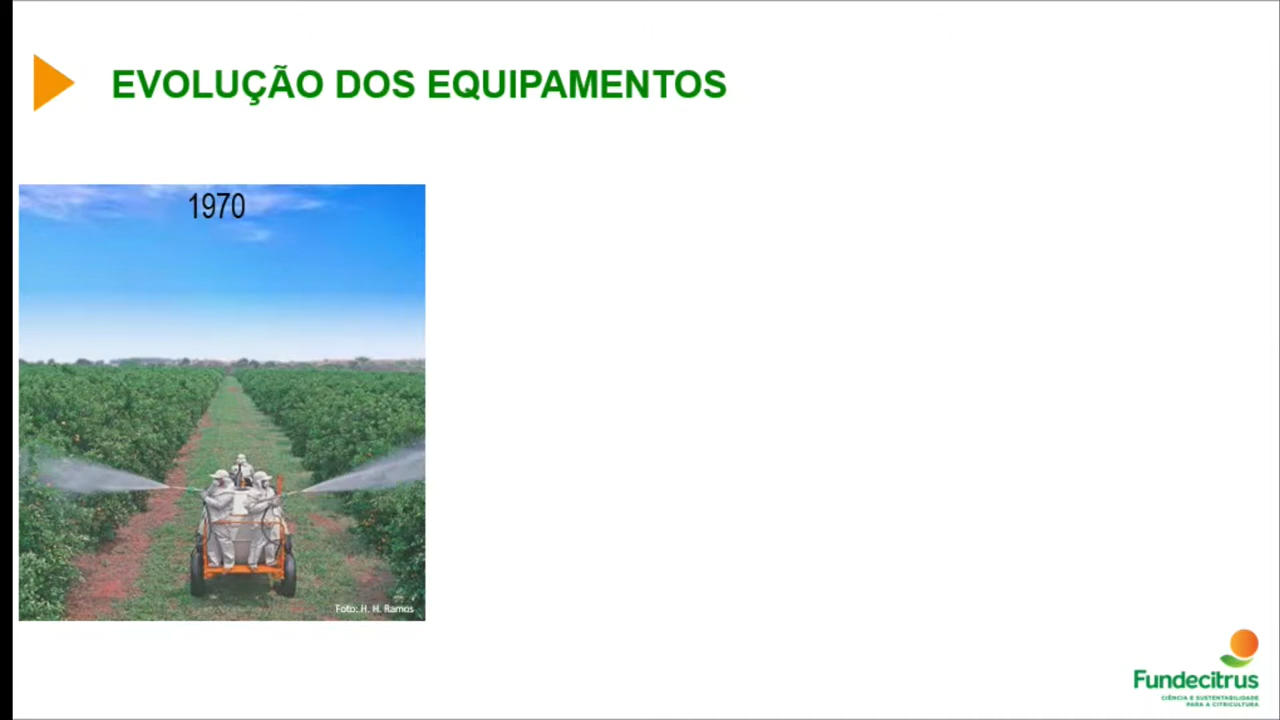 EVOLUÇÃO DOS EQUIPAMENTOS
1970
Foto: H. H. Ramos
Fundecitrus
CIÊNCIA E SUSTENTABILIDADE
PARA A CITRICULTURA